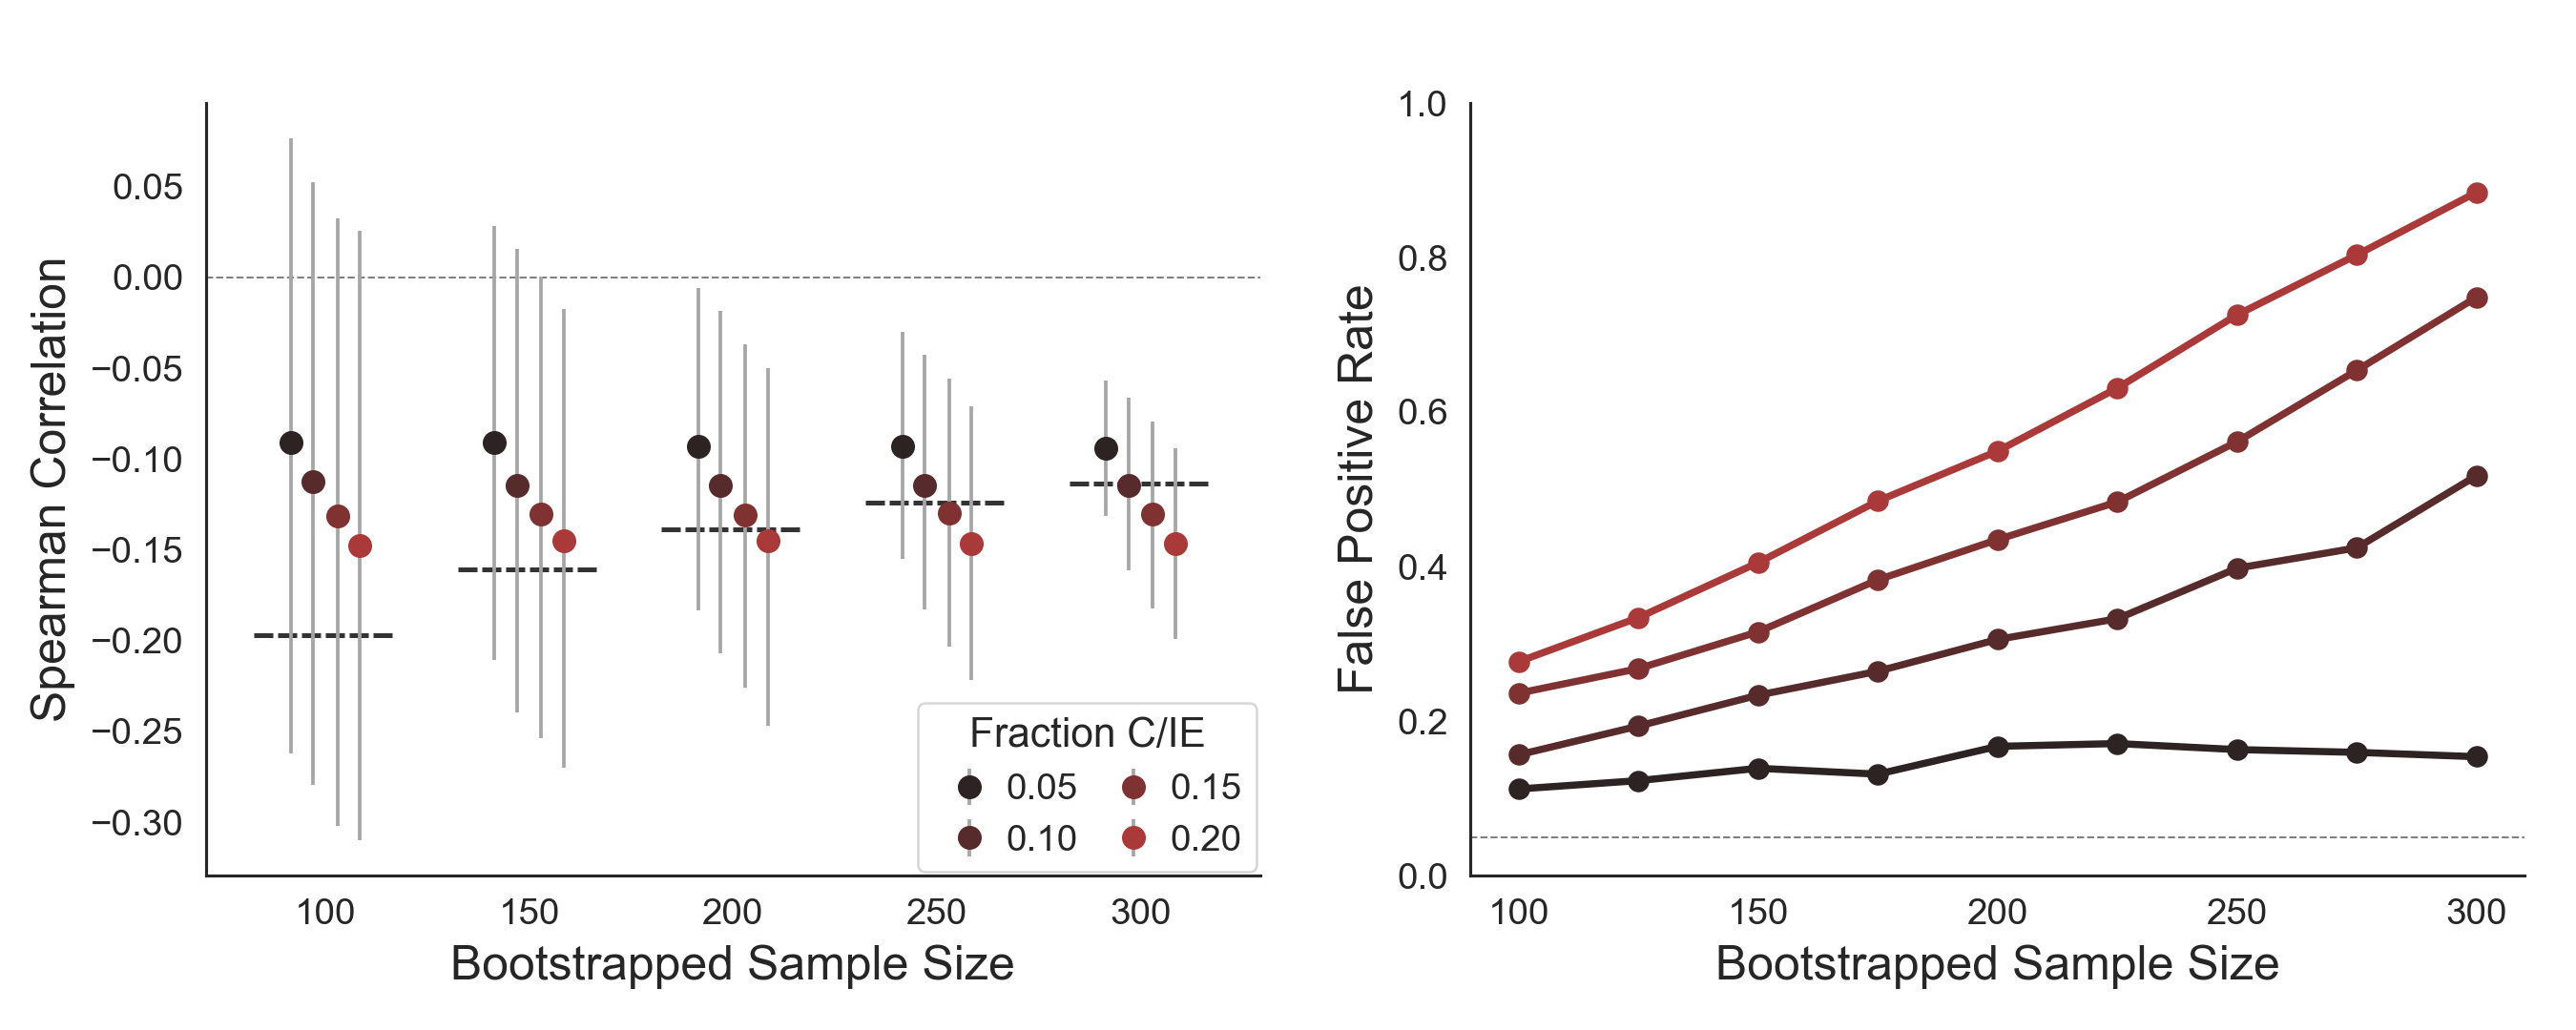 Spearman Correlation
0.05
0.00
−0.05
−0.10
−0.15
−0.20
−0.25
−0.30
100 150 200 250 300
Bootstrapped Sample Size
Fraction C/IE
0.05 0.15
0.10 0.20
False Positive Rate
1.0
0.8
0.6
0.4
0.2
0.0
100 150 200 250 300
Bootstrapped Sample Size